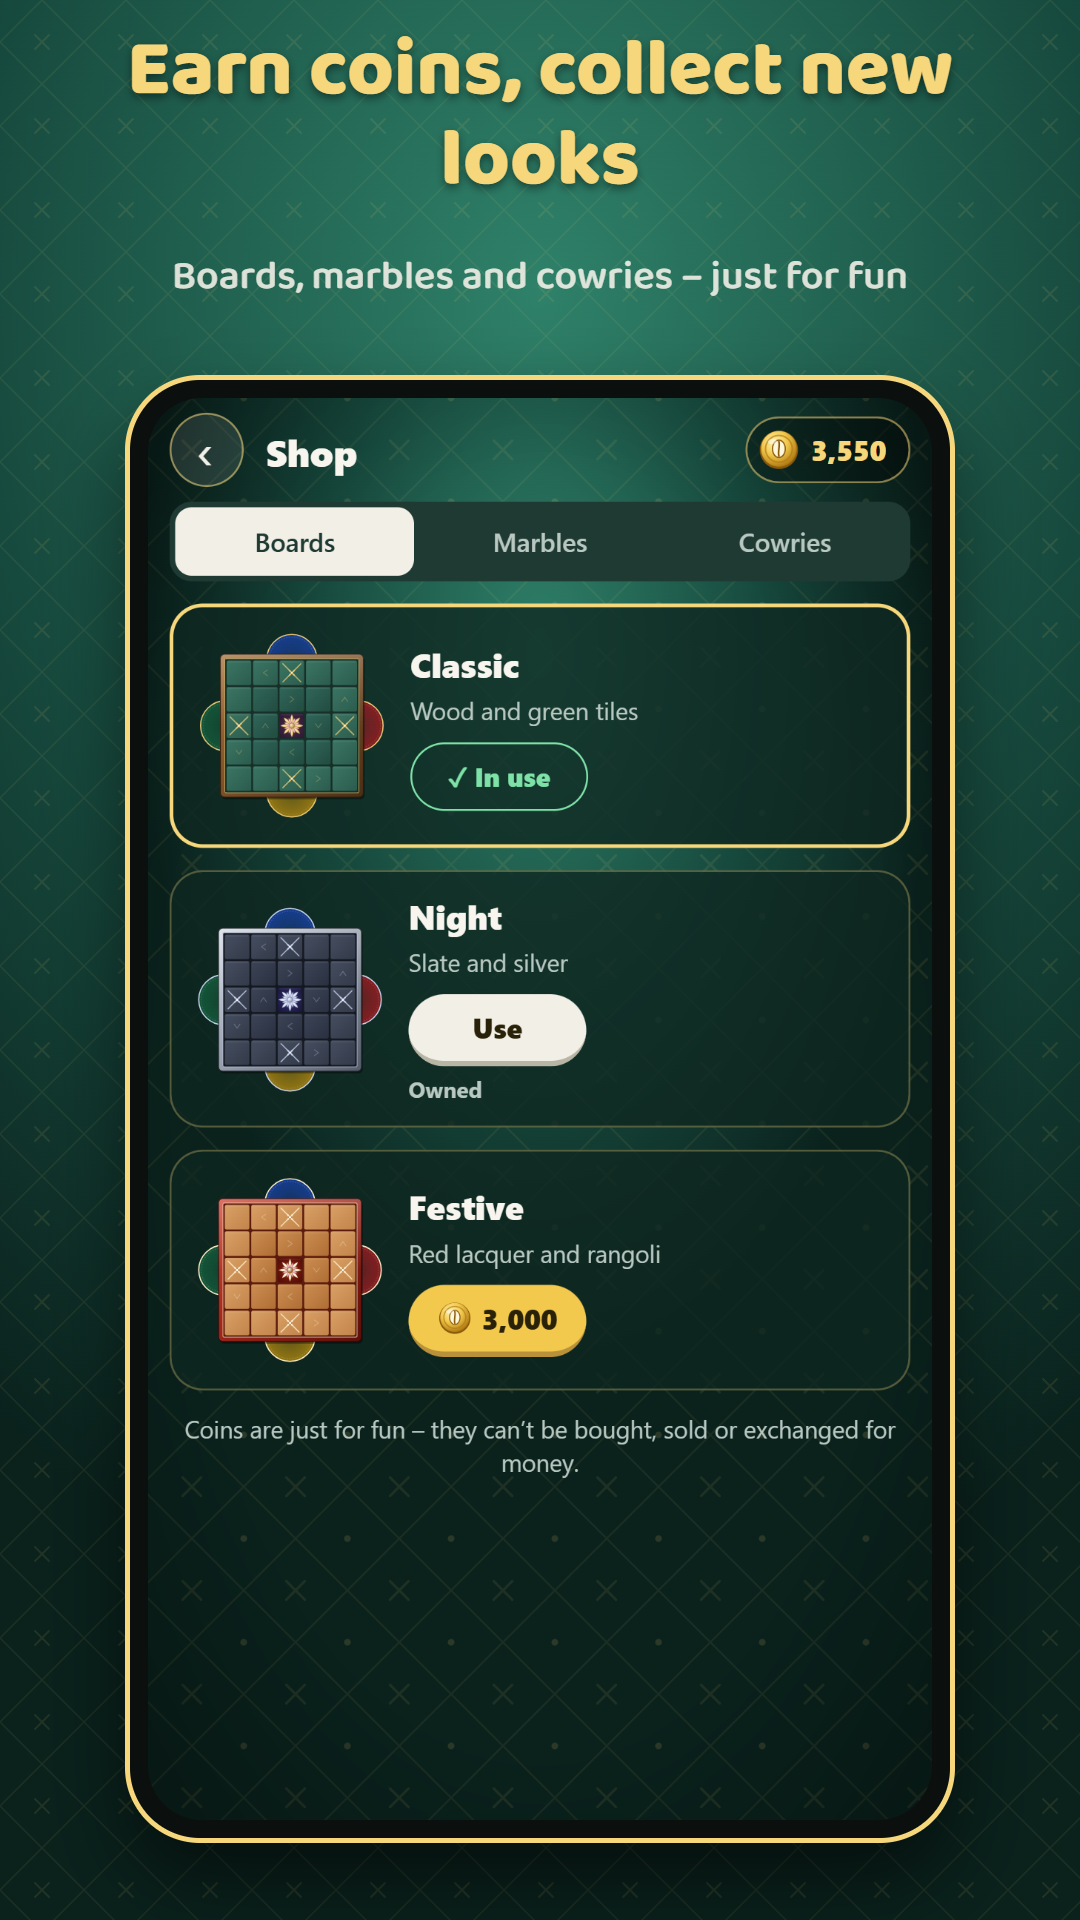 Earn coins, collect new
looks
Boards, marbles and cowries – just for fun
Shop
3,550
Boards
Marbles
Cowries
Classic
Wood and green tiles
✓ In use
Night
Slate and silver
Use
Owned
Festive
Red lacquer and rangoli
3,000
Coins are just for fun – they can’t be bought, sold or exchanged for
money.